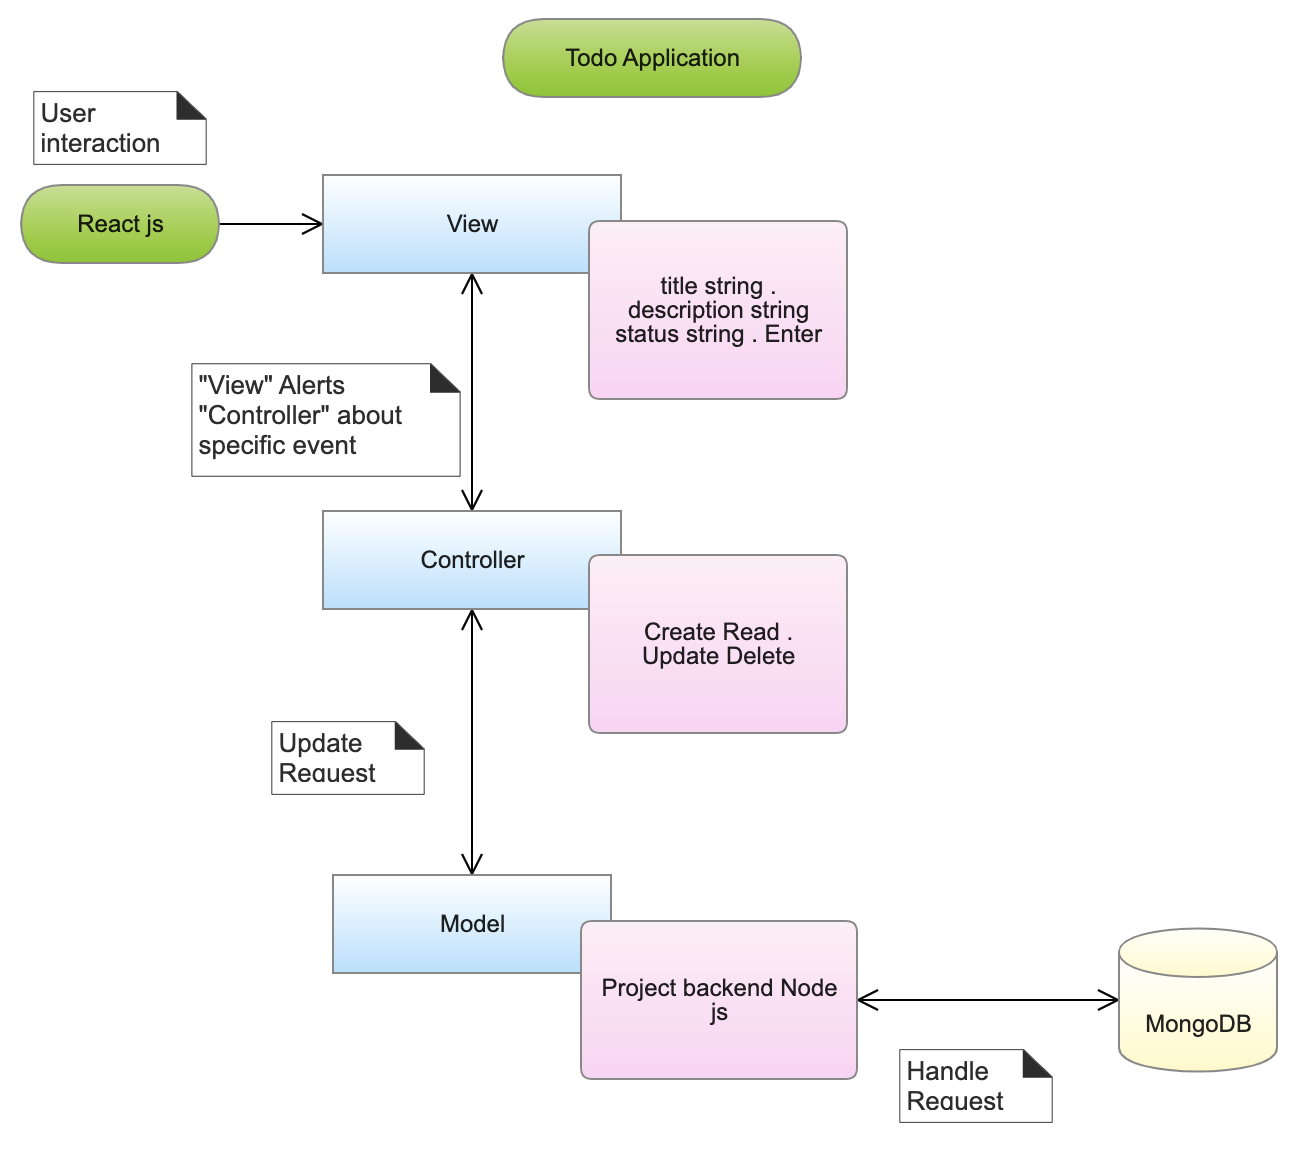 Todo Application
User
interaction
React js
View
title string .
description string
status string . Enter
"View" Alerts
"Controller" about
specific event
Controller
Create Read .
Update Delete
Update
Request
Model
Project backend Node
js
MongoDB
Handle
Request